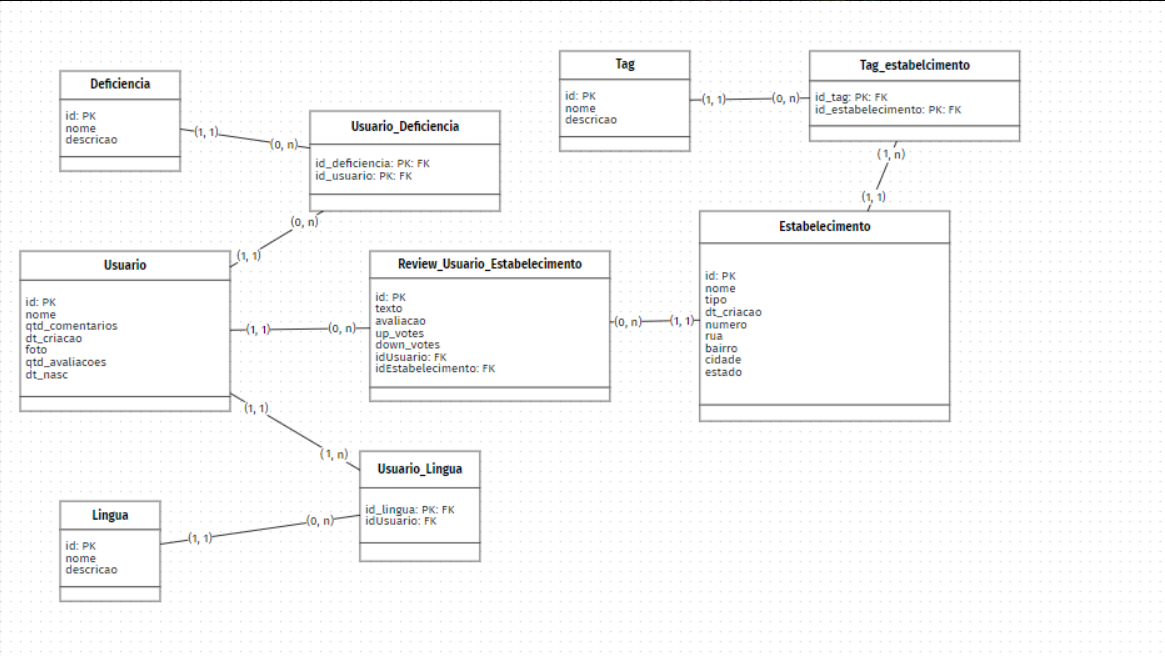 Deficiencia
id: PK
nome
descricao
(1, 1)
(0, n)
Usuario_Deficiencia
id_deficiencia: PK: FK
id_usuario: PK: FK
(0, n)
(1, 1)
Tag
id: PK
nome
descricao
(1, 1)
(0, n)
Tag_estabelcimento
id_tag: PK: FK
id_estabelecimento: PK: FK
(1, n)
(1, 1)
Usuario
id: PK
nome
qtd_comentarios
dt_criacao
foto
qtd_avaliacoes
dt_nasc
(1, 1)
(0, n)
Review_Usuario_Estabelecimento
id: PK
texto
avaliacao
up_votes
down_votes
idUsuario: FK
idEstabelecimento: FK
(0, n)
(1, 1)
Estabelecimento
id: PK
nome
tipo
dt_criacao
numero
rua
bairro
cidade
estado
(1, 1)
(1, n)
Usuario_Lingua
id_lingua: PK: FK
idUsuario: FK
Lingua
id: PK
nome
descricao
(1, 1)
(0, n)